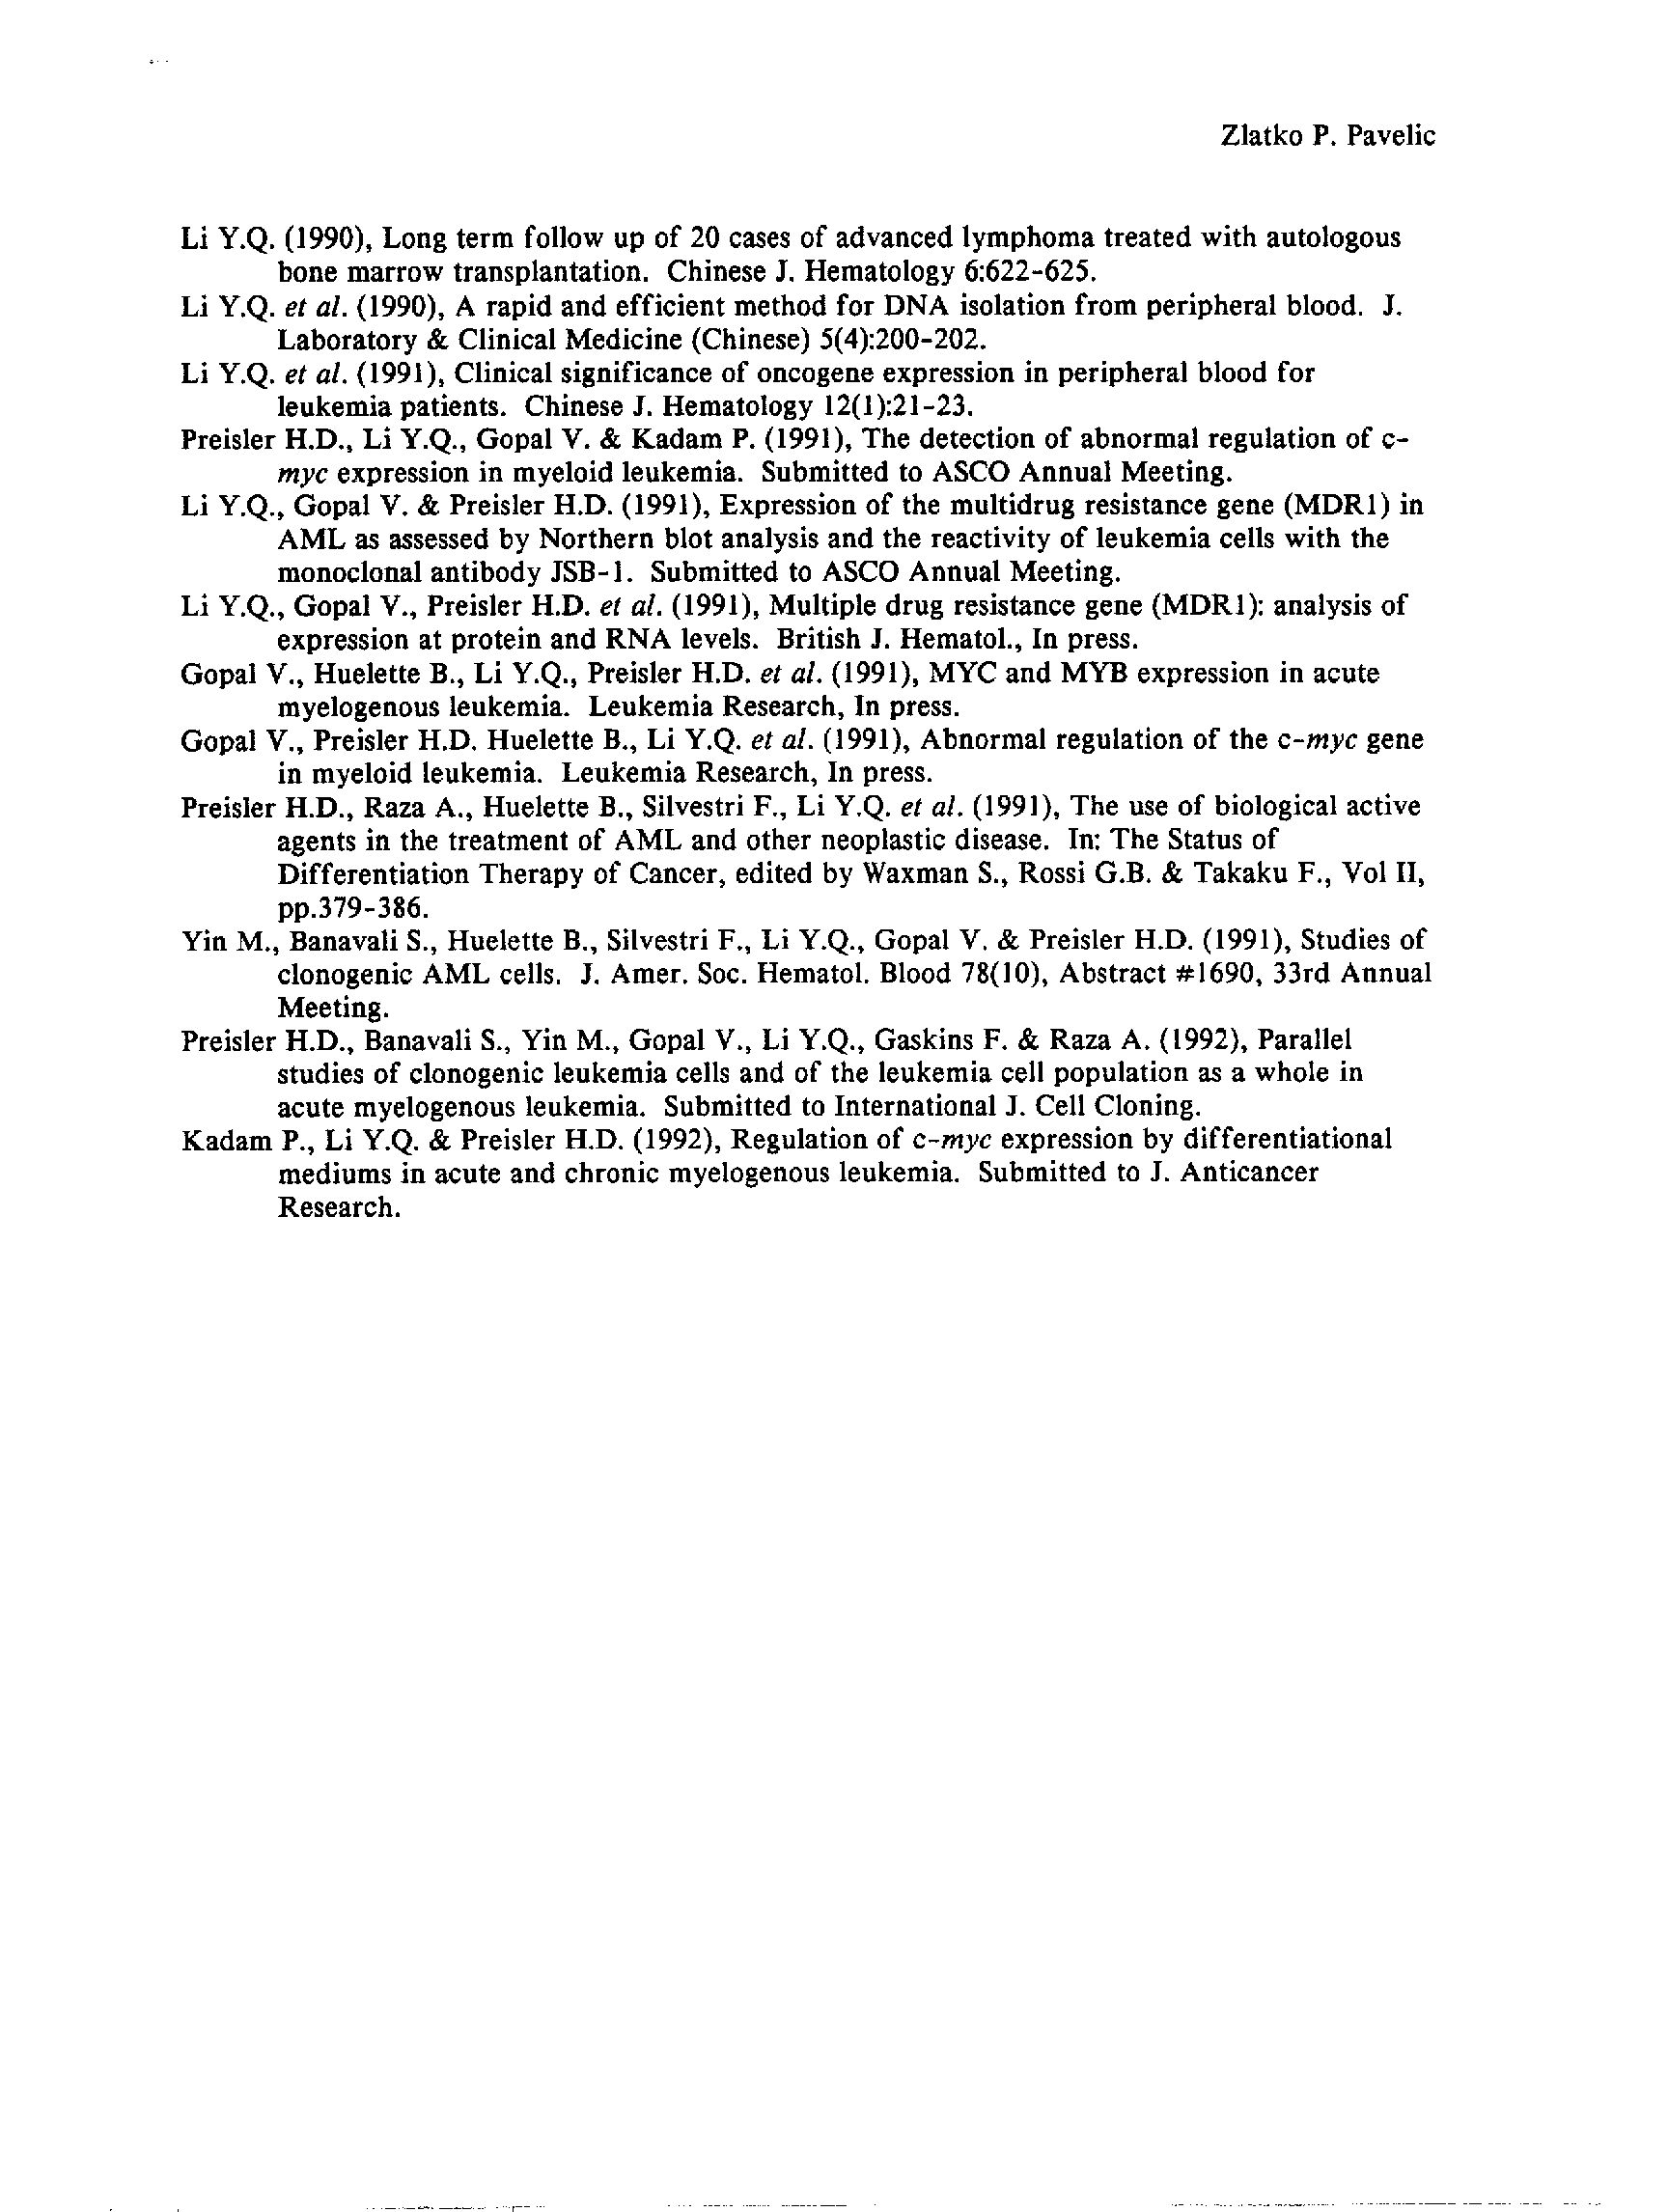 Zlatko P. Pavelic
Li Y.Q. (1990), Long term follow up of 20 cases of advanced lymphoma treated with autologous
bone marrow transplantation. Chinese J. Hematology 6:622-625.
Li Y.Q. et al. (1990), A rapid and efficient method for DNA isolation from peripheral blood. J.
Laboratory & Clinical Medicine (Chinese) 5(4):200-202.
Li Y.Q. et al. (1991), Clinical significance of oncogene expression in peripheral blood for
leukemia patients. Chinese J. Hematology 12(1):21-23.
Preisler H.D., Li Y.Q., Gopal V. & Kadam P. (1991), The detection of abnormal regulation of c-
myc expression in myeloid leukemia. Submitted to ASCO Annual Meeting.
Li Y.Q., Gopal V. & Preisler H.D. (1991), Expression of the multidrug resistance gene (MDR1) in
AML as assessed by Northern blot analysis and the reactivity of leukemia cells with the
monoclonal antibody JSB-1. Submitted to ASCO Annual Meeting.
Li Y.Q., Gopal V., Preisler H.D. et al. (1991), Multiple drug resistance gene (MDR1): analysis of
expression at protein and RNA levels. British J. Hematol., In press.
Gopal V., Huelette B., Li Y.Q., Preisler H.D. et al. (1991), MYC and MYB expression in acute
myelogenous leukemia. Leukemia Research, In press.
Gopal V., Preisler H.D. Huelette B., Li Y.Q. et al. (1991), Abnormal regulation of the c-myc gene
in myeloid leukemia. Leukemia Research, In press.
Preisler H.D., Raza A., Huelette B., Silvestri F., Li Y.Q. et al. (1991), The use of biological active
agents in the treatment of AML and other neoplastic disease. In: The Status of
Differentiation Therapy of Cancer, edited by Waxman S., Rossi G.B. & Takaku F., Vol II,
pp.379-386.
Yin M., Banavali S., Huelette B., Silvestri F., Li Y.Q., Gopal V. & Preisler H.D. (1991), Studies of
clonogenic AML cells. J. Amer. Soc. Hematol. Blood 78(10), Abstract #1690, 33rd Annual
Meeting.
Preisler H.D., Banavali S., Yin M., Gopal V., Li Y.Q., Gaskins F. & Raza A. (1992), Parallel
studies of clonogenic leukemia cells and of the leukemia cell population as a whole in
acute myelogenous leukemia. Submitted to International J. Cell Cloning.
Kadam P., Li Y.Q. & Preisler H.D. (1992), Regulation of c-myc expression by differentiational
mediums in acute and chronic myelogenous leukemia. Submitted to J. Anticancer
Research.